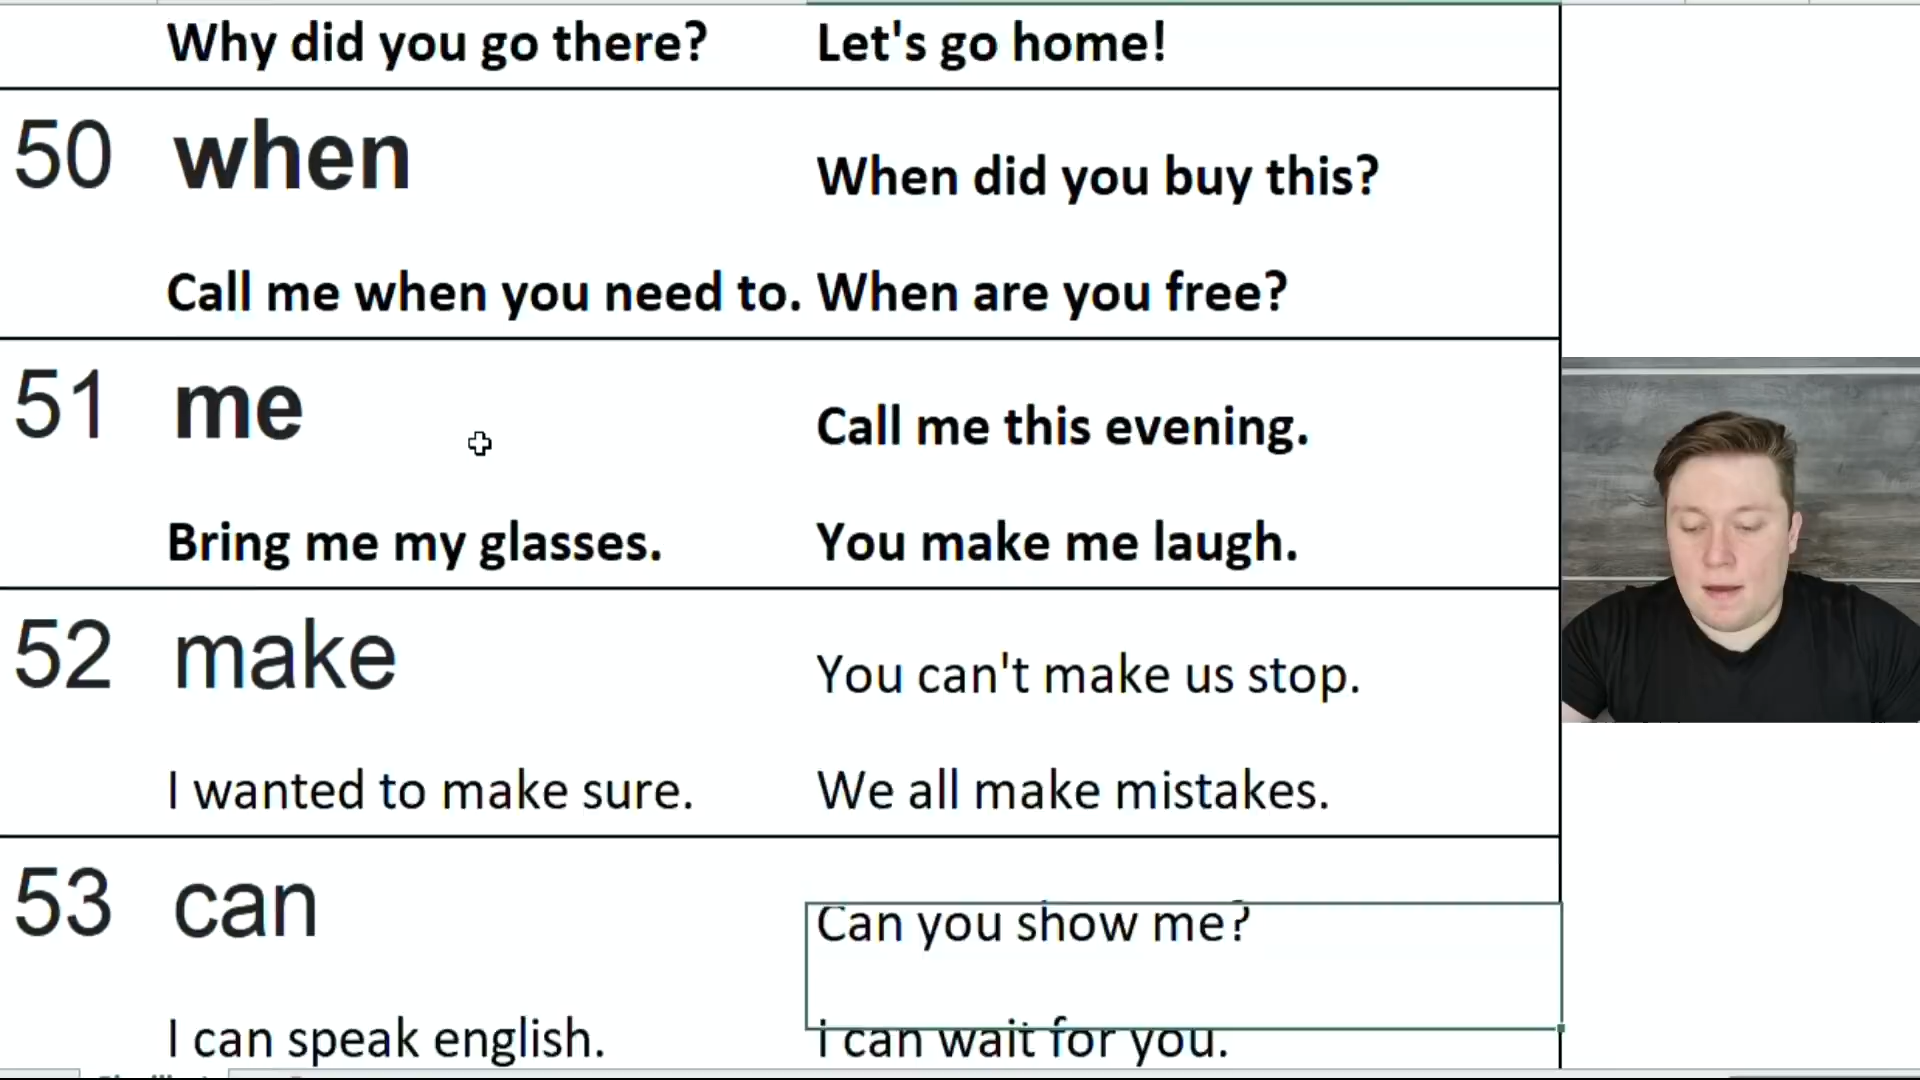 Why did you go there? Let's go home!
50 when When did you buy this?
Call me when you need to. When are you free?
51 me Call me this evening.
Bring me my glasses. You make me laugh.
52 make You can't make us stop.
I wanted to make sure. We all make mistakes.
53 can Can you show me?
I can speak english. i can wait for you.